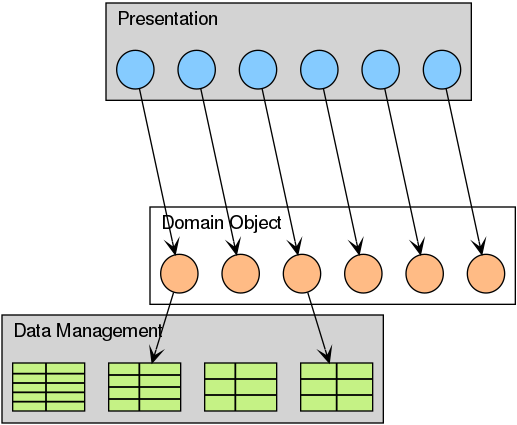 Presentation
Domain Object
Data Management